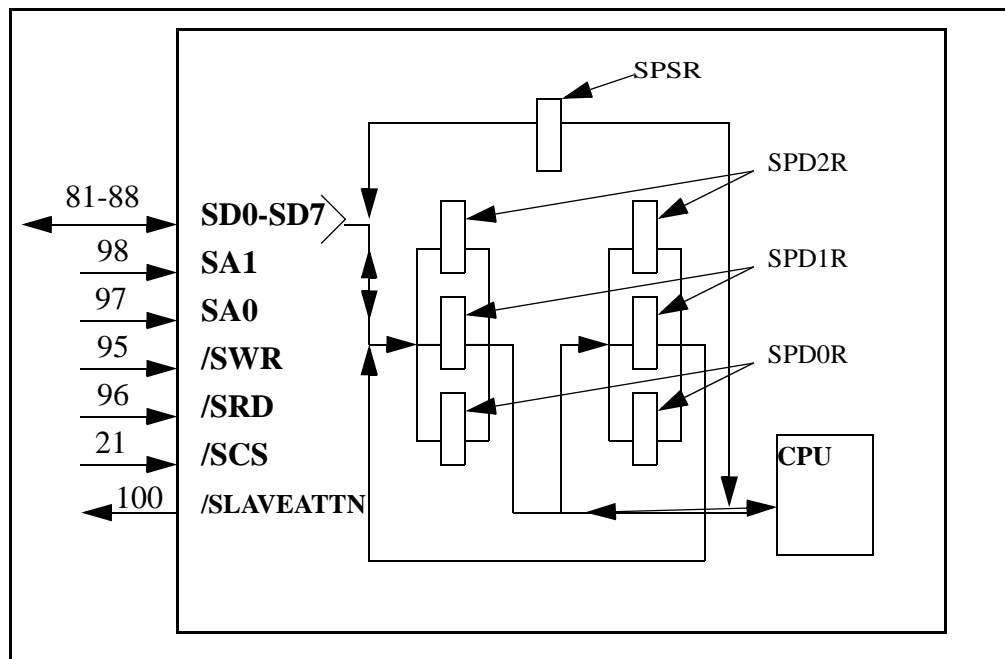 SPSR
SPD2R
81-88
SD0-SD7
98
SA1
SPD1R
97
SA0
95
/SWR
SPD0R
96
/SRD
21
/SCS
CPU
100
/SLAVEATTN